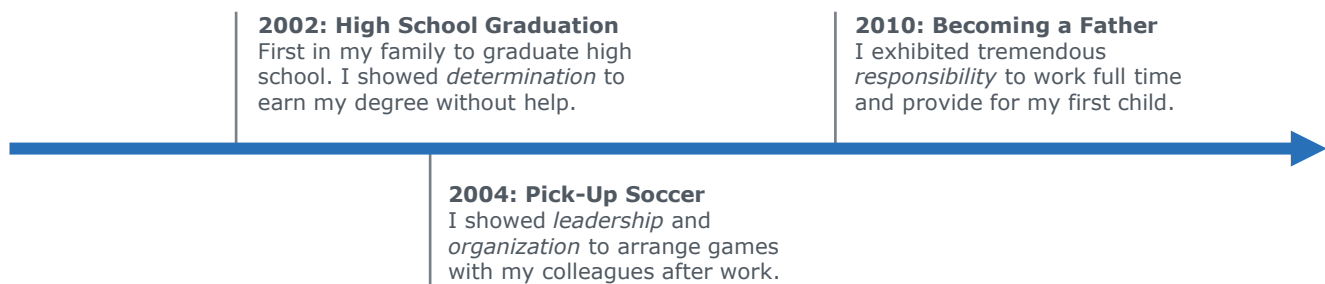 2002: High School Graduation
First in my family to graduate high
school. I showed determination to
earn my degree without help.
2004: Pick-Up Soccer
I showed leadership and
organization to arrange games
with my colleagues after work.
2010: Becoming a Father
I exhibited tremendous
responsibility to work full time
and provide for my first child.